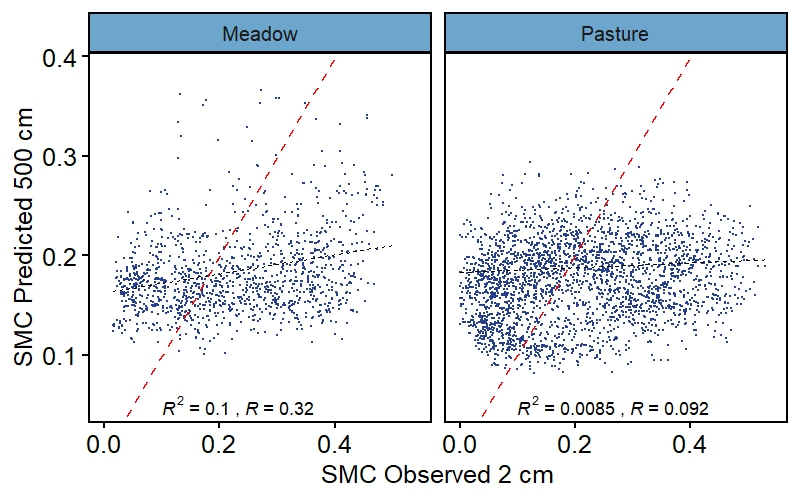 Meadow Pasture
0.4
0.3
0.2
0.1
SMC Predicted 500 cm
R² = 0.1 , R = 0.32
R² = 0.0085 , R = 0.092
0.0 0.2 0.4 0.0 0.2 0.4
SMC Observed 2 cm